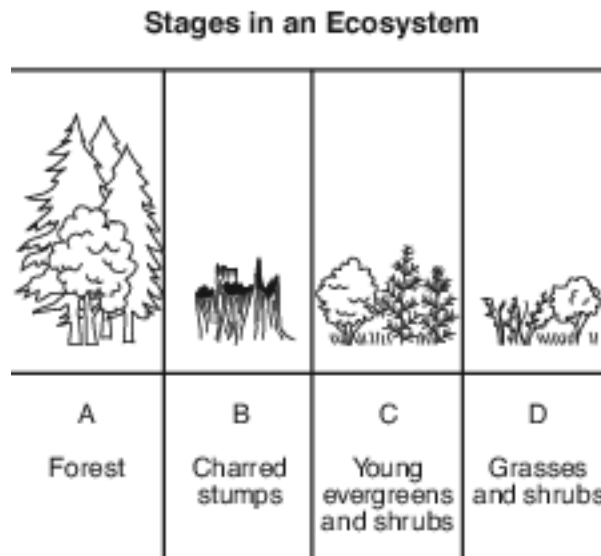 Stages in an Ecosystem
A
Forest
B
Charred
stumps
C
Young
evergreens
and shrubs
D
Grasses
and shrubs